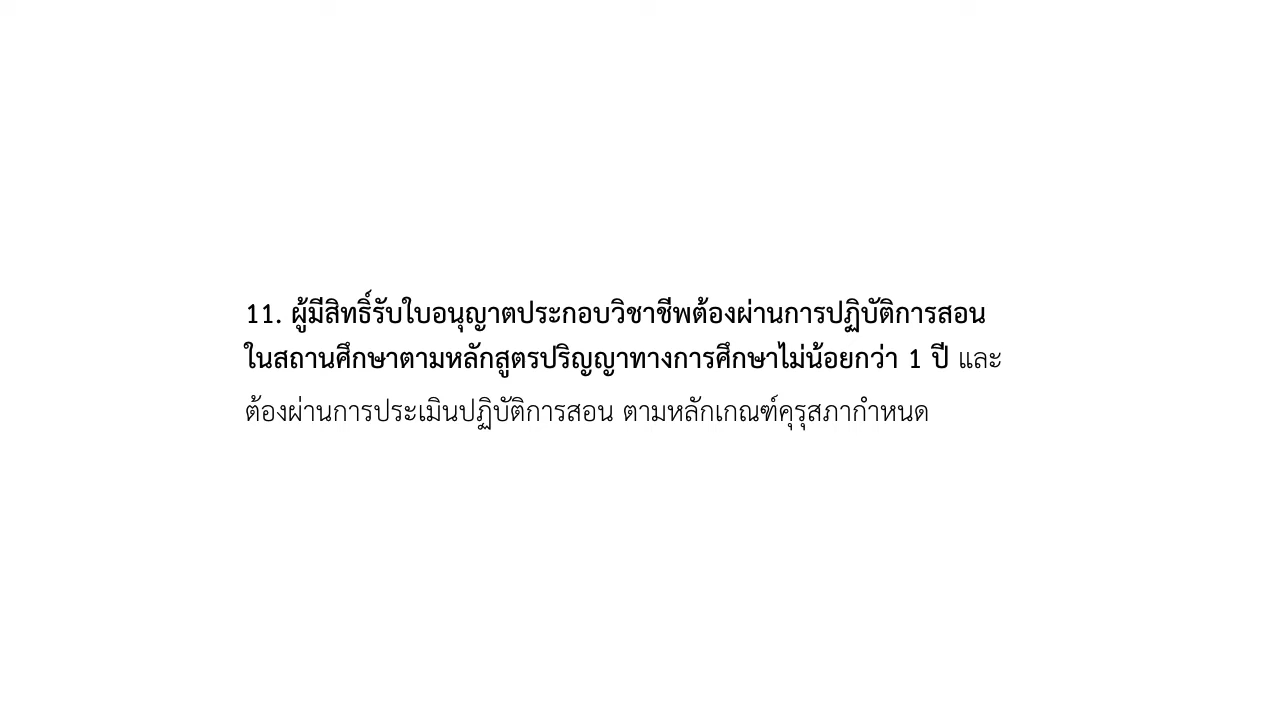 11. ผู้มีสิทธิ์รับใบอนุญาตประกอบวิชาชีพต้องผ่านการปฏิบัติการสอน
ในสถานศึกษาตามหลักสูตรปริญญาทางการศึกษาไม่น้อยกว่า 1 ปี และ
ต้องผ่านการประเมินปฏิบัติการสอน ตามหลักเกณฑ์คุรุสภากำหนด